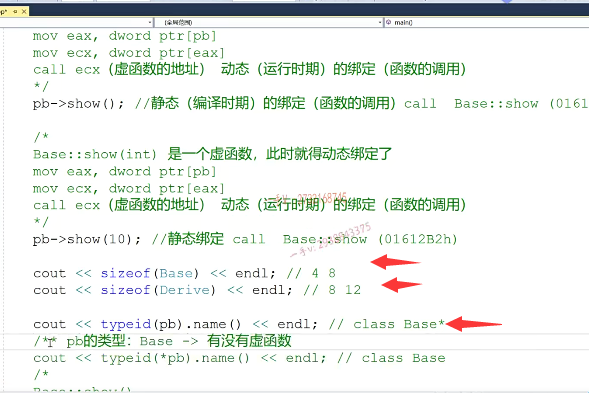 (全局范围) main()
mov eax, dword ptr[pb]
mov ecx, dword ptr[eax]
call ecx（虚函数的地址） 动态（运行时期）的绑定（函数的调用）
*/
pb->show(); //静态（编译时期）的绑定（函数的调用）call Base::show (0161
/*
Base::show(int) 是一个虚函数，此时就得动态绑定了
mov eax, dword ptr[pb]
mov ecx, dword ptr[eax]
call ecx（虚函数的地址） 动态（运行时期）的绑定（函数的调用）
*/
pb->show(10); //静态绑定 call Base::show (01612B2h)
cout << sizeof(Base) << endl; // 4 8
cout << sizeof(Derive) << endl; // 8 12
cout << typeid(pb).name() << endl; // class Base*
/** pb的类型：Base -> 有没有虚函数
cout << typeid(*pb).name() << endl; // class Base
/*
Base::show()